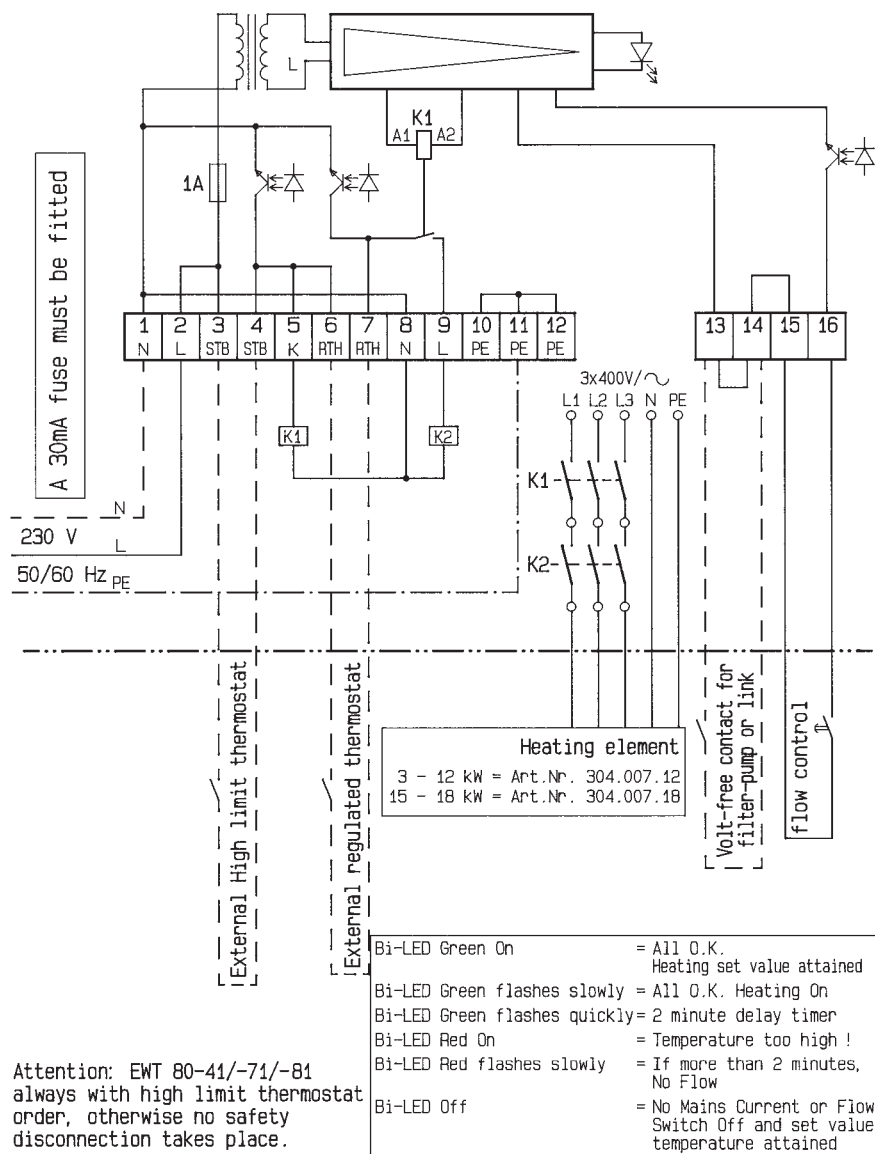 L
K1
A1 A2
1A
A 30mA fuse must be fitted
1 2 3 4 5 6 7 8 9 10 11 12
N L STB STB K RTH RTH N L PE PE PE
13 14 15 16
3x400V/~
L1 L2 L3 N PE
K1 K2
K1
K2
N
230 V L
50/60 Hz PE
External High limit thermostat
External regulated thermostat
Heating element
3 - 12 kW = Art.Nr. 304.007.12
15 - 18 kW = Art.Nr. 304.007.18
Volt-free contact for
filter-pump or link
flow control
Bi-LED Green On = All O.K.
Heating set value attained
Bi-LED Green flashes slowly = All O.K. Heating On
Bi-LED Green flashes quickly = 2 minute delay timer
Bi-LED Red On = Temperature too high !
Bi-LED Red flashes slowly = If more than 2 minutes,
No Flow
Bi-LED Off = No Mains Current or Flow
Switch Off and set value
temperature attained
Attention: EWT 80-41/-71/-81
always with high limit thermostat
order, otherwise no safety
disconnection takes place.